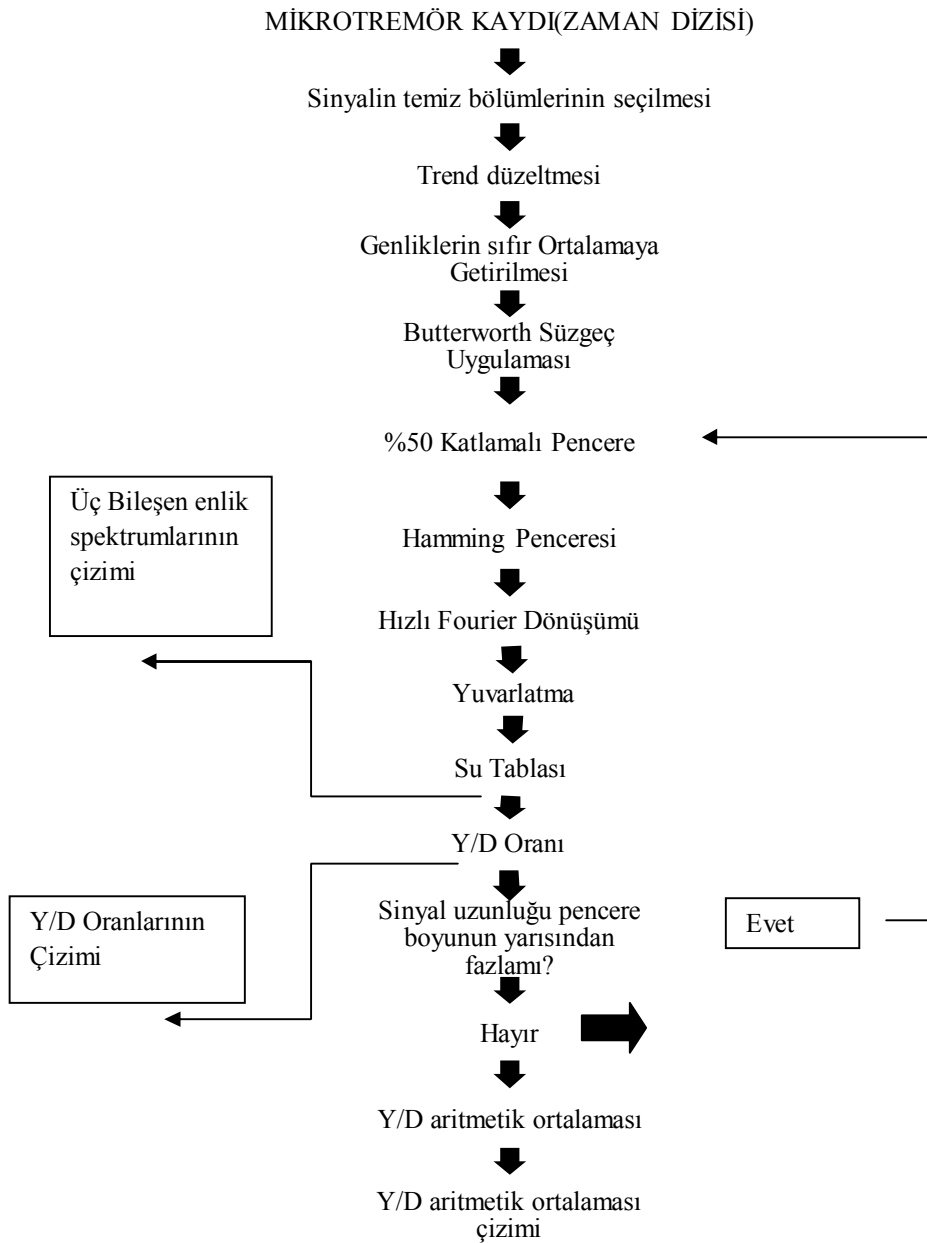 MİKROTREMÖR KAYDI(ZAMAN DİZİSİ)
Sinyalin temiz bölümlerinin seçilmesi
Trend düzeltmesi
Genliklerin sıfır Ortalamaya
Getirilmesi
Butterworth Süzgeç
Uygulaması
%50 Katlamalı Pencere
Üç Bileşen enlik
spektrumlarının
çizimi
Hamming Penceresi
Hızlı Fourier Dönüşümü
Yuvarlatma
Su Tablası
Y/D Oranı
Y/D Oranlarının
Çizimi
Sinyal uzunluğu pencere
boyunun yarısından
fazlamı?
Evet
Hayır
Y/D aritmetik ortalaması
Y/D aritmetik ortalaması
çizimi